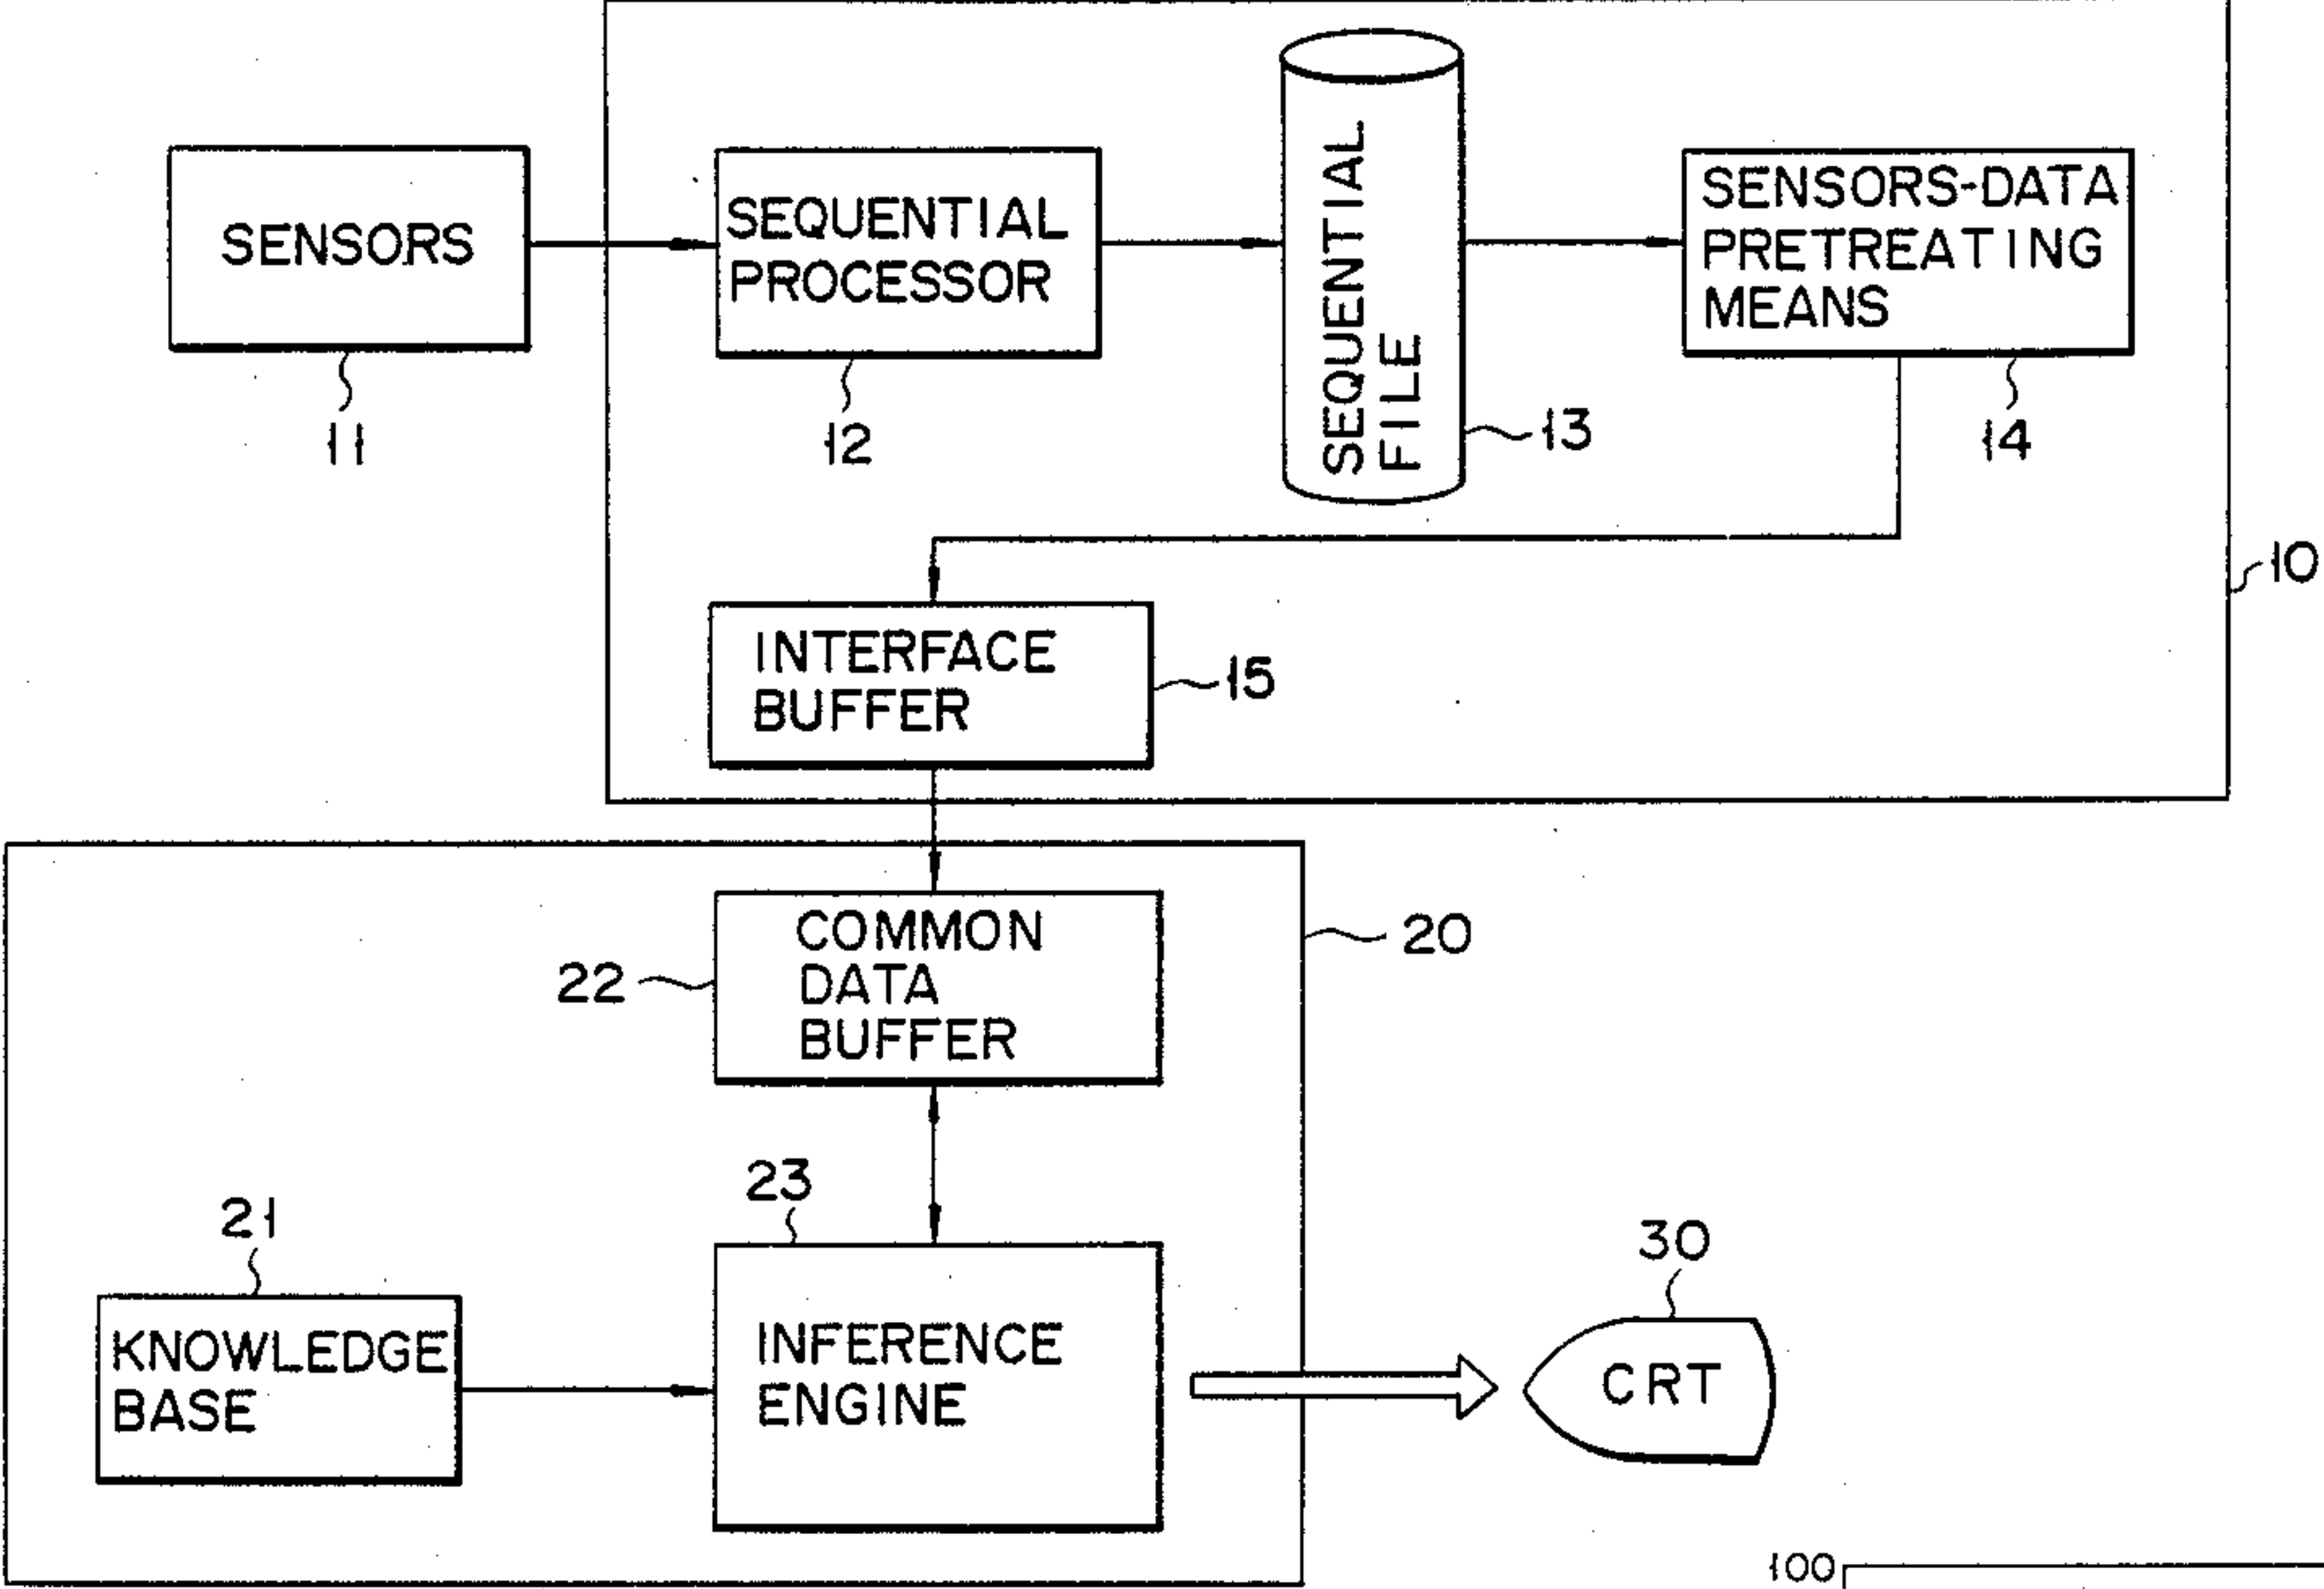 SENSORS
11
SEQUENTIAL
PROCESSOR
12
SEQUENTIAL
FILE
13
SENSORS-DATA
PRETREATING
MEANS
14
10
INTERFACE
BUFFER
15
COMMON
DATA
BUFFER
22
20
23
21
KNOWLEDGE
BASE
INFERENCE
ENGINE
30
CRT
100